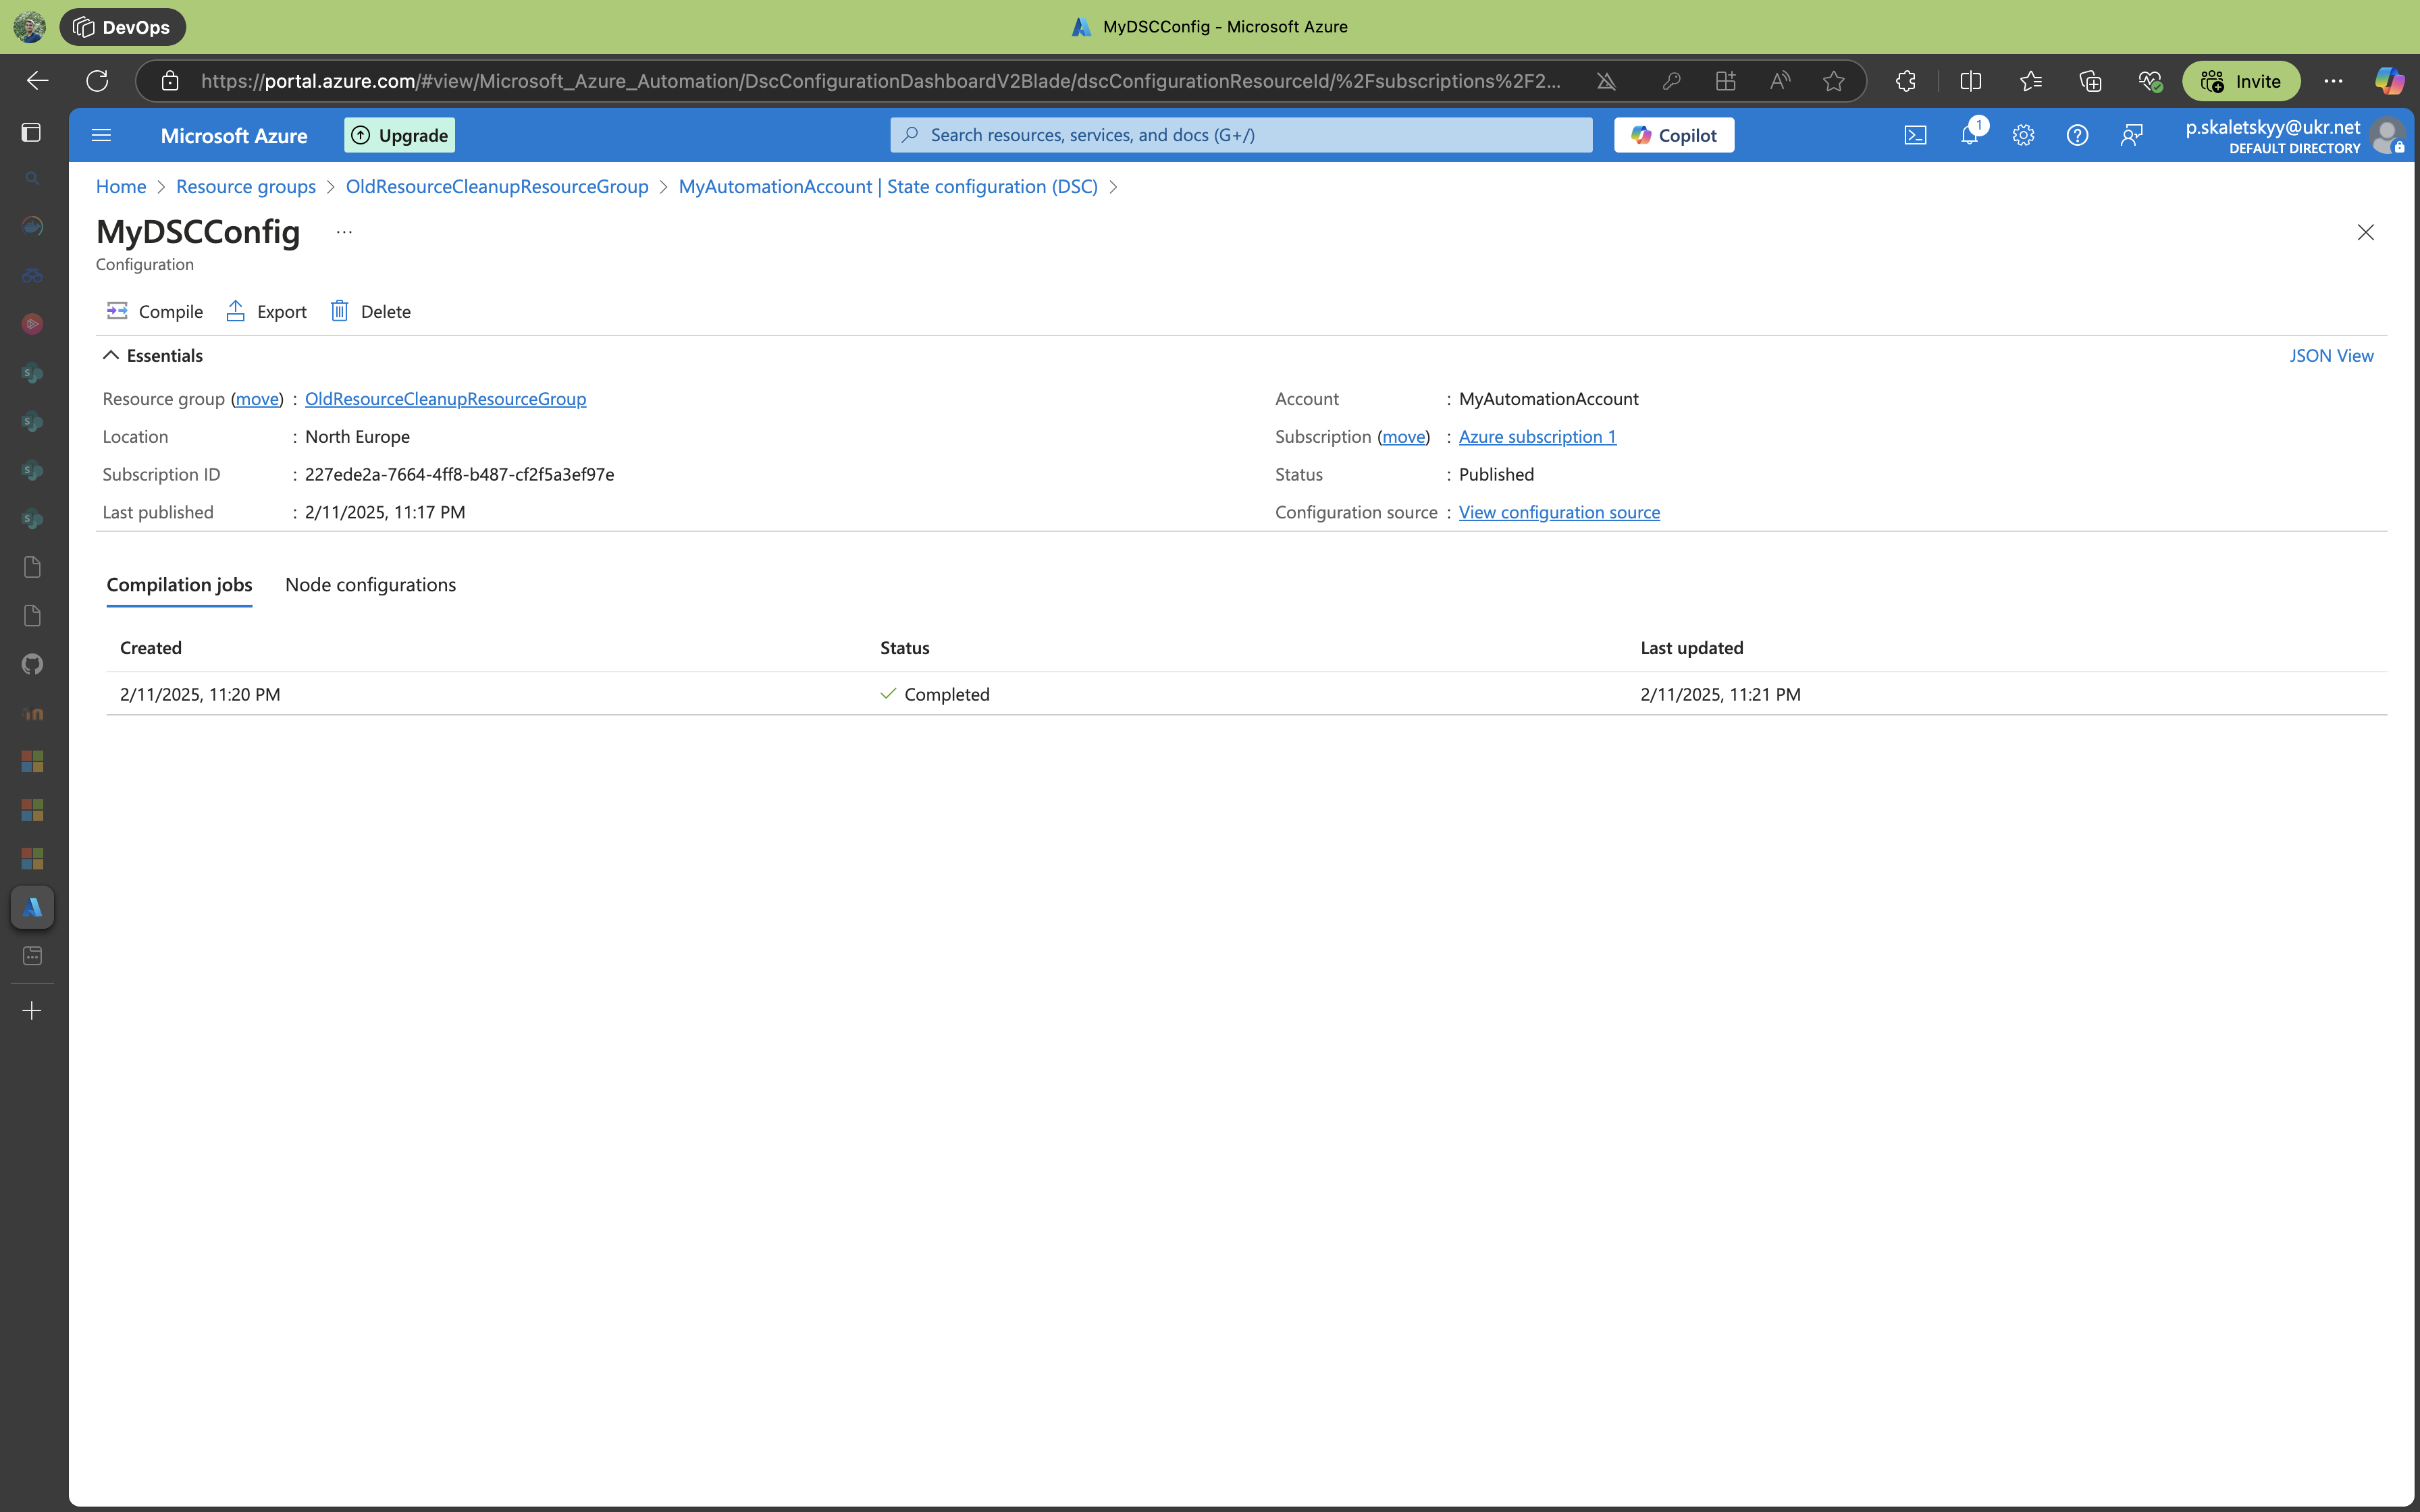 DevOps
MyDSCConfig - Microsoft Azure
https://portal.azure.com/#view/Microsoft_Azure_Automation/DscConfigurationDashboardV2Blade/dscConfigurationResourceId/%2Fsubscriptions%2F2...
Invite
Microsoft Azure
Upgrade
Search resources, services, and docs (G+/)
Copilot
1
p.skaletskyy@ukr.net
DEFAULT DIRECTORY
Home > Resource groups > OldResourceCleanupResourceGroup > MyAutomationAccount | State configuration (DSC) >
MyDSCConfig ...
Configuration
Compile Export Delete
Essentials
JSON View
Resource group (move) : OldResourceCleanupResourceGroup
Location : North Europe
Subscription ID : 227ede2a-7664-4ff8-b487-cf2f5a3ef97e
Last published : 2/11/2025, 11:17 PM
Account : MyAutomationAccount
Subscription (move) : Azure subscription 1
Status : Published
Configuration source : View configuration source
Compilation jobs Node configurations
Created Status Last updated
2/11/2025, 11:20 PM Completed 2/11/2025, 11:21 PM